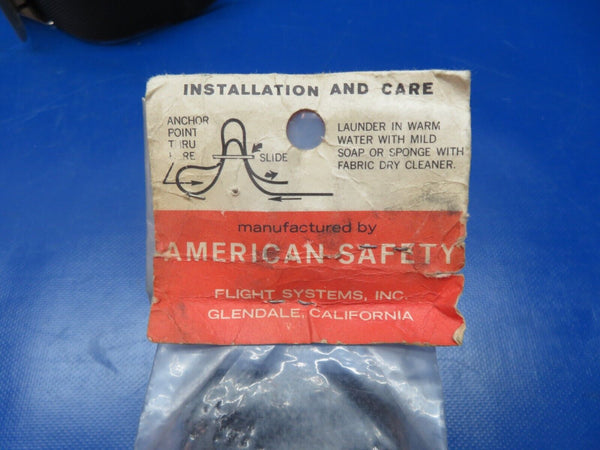 INSTALLATION AND CARE
ANCHOR
POINT
THRU
SLIDE
LAUNDER IN WARM
WATER WITH MILD
SOAP OR SPONGE WITH
FABRIC DRY CLEANER.
manufactured by
AMERICAN SAFETY
FLIGHT SYSTEMS, INC.
GLENDALE, CALIFORNIA